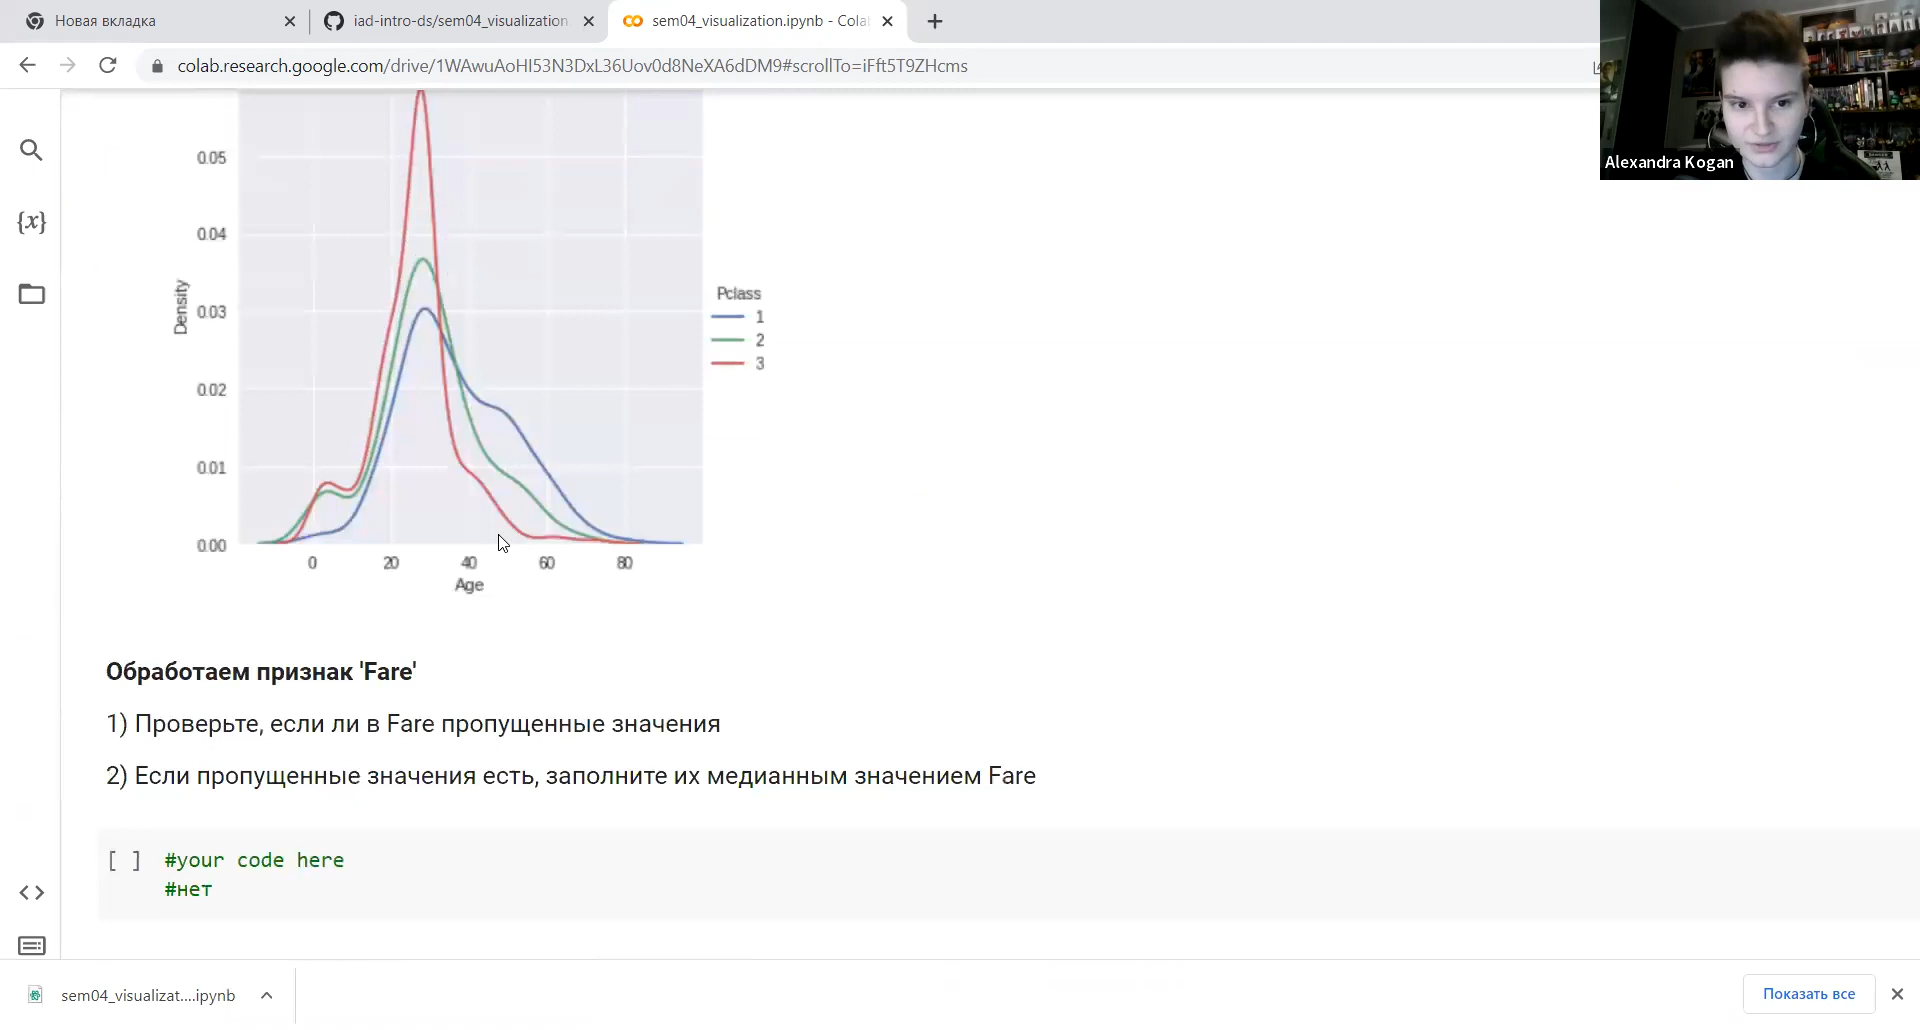 Новая вкладка
iad-intro-ds/sem04_visualization
sem04_visualization.ipynb - Cola
colab.research.google.com/drive/1WAwuAoHI53N3DxL36Uov0d8NeXA6dDM9#scrollTo=iFft5T9ZHcms
Alexandra Kogan
{x}
0.05
0.04
0.03
0.02
0.01
0.00
Density
0 20 40 60 80
Age
Pclass
1
2
3
Обработаем признак 'Fare'
1) Проверьте, если ли в Fare пропущенные значения
2) Если пропущенные значения есть, заполните их медианным значением Fare
[ ] #your code here
#нет
sem04_visualizat....ipynb
Показать все